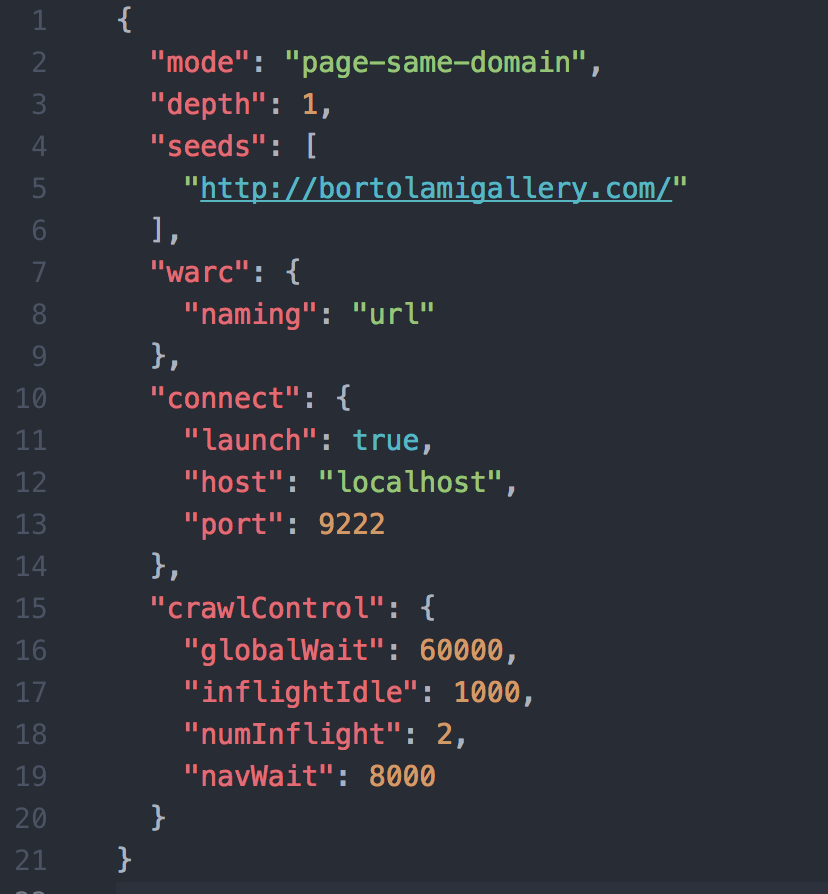 1 {
2 "mode": "page-same-domain",
3 "depth": 1,
4 "seeds": [
5 "http://bortolamigallery.com/"
6 ],
7 "warc": {
8 "naming": "url"
9 },
10 "connect": {
11 "launch": true,
12 "host": "localhost",
13 "port": 9222
14 },
15 "crawlControl": {
16 "globalWait": 60000,
17 "inflightIdle": 1000,
18 "numInflight": 2,
19 "navWait": 8000
20 }
21 }